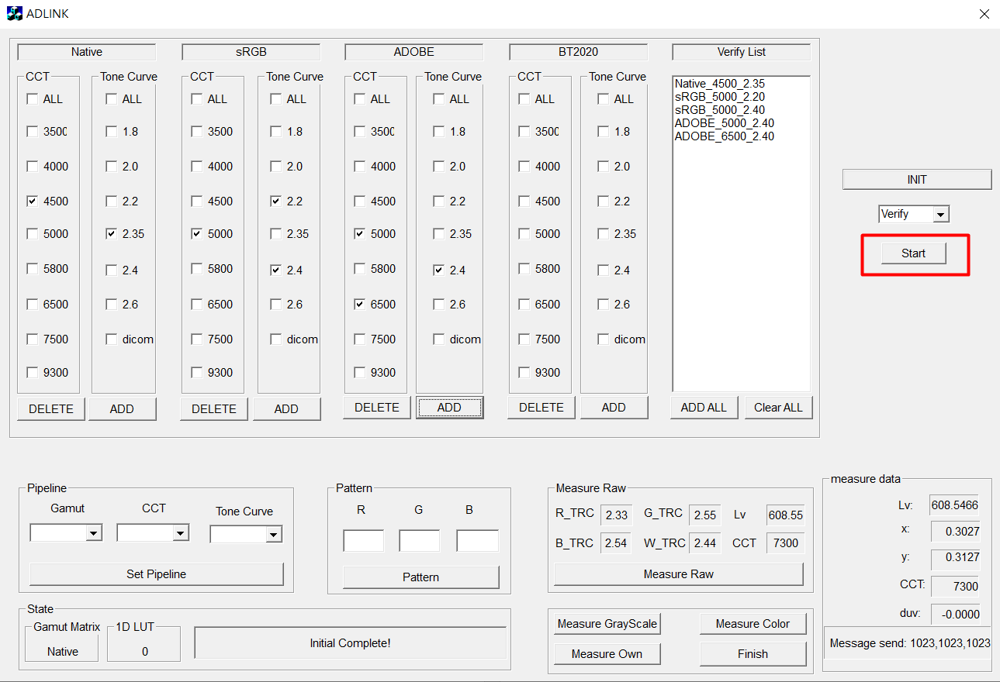 ADLINK
Native sRGB ADOBE BT2020 Verify List
CCT Tone Curve CCT Tone Curve CCT Tone Curve CCT Tone Curve
ALL ALL ALL ALL ALL ALL ALL ALL
3500 1.8 3500 1.8 3500 1.8 3500 1.8
4000 2.0 4000 2.0 4000 2.0 4000 2.0
4500 2.2 4500 2.2 4500 2.2 4500 2.2
5000 2.35 5000 2.35 5000 2.35 5000 2.35
5800 2.4 5800 2.4 5800 2.4 5800 2.4
6500 2.6 6500 2.6 6500 2.6 6500 2.6
7500 dicom 7500 dicom 7500 dicom 7500 dicom
9300 9300 9300 9300
DELETE ADD DELETE ADD DELETE ADD DELETE ADD
Native_4500_2.35
sRGB_5000_2.20
sRGB_5000_2.40
ADOBE_5000_2.40
ADOBE_6500_2.40
ADD ALL Clear ALL
INIT
Verify
Start
Pipeline
Gamut CCT Tone Curve
Set Pipeline
Pattern
R G B
Pattern
Measure Raw
R_TRC 2.33 G_TRC 2.55 Lv 608.55
B_TRC 2.54 W_TRC 2.44 CCT 7300
Measure Raw
measure data
Lv: 608.5466
x: 0.3027
y: 0.3127
CCT: 7300
duv: -0.0000
Message send: 1023,1023,1023
State
Gamut Matrix 1D LUT
Native 0
Initial Complete!
Measure GrayScale Measure Color
Measure Own Finish